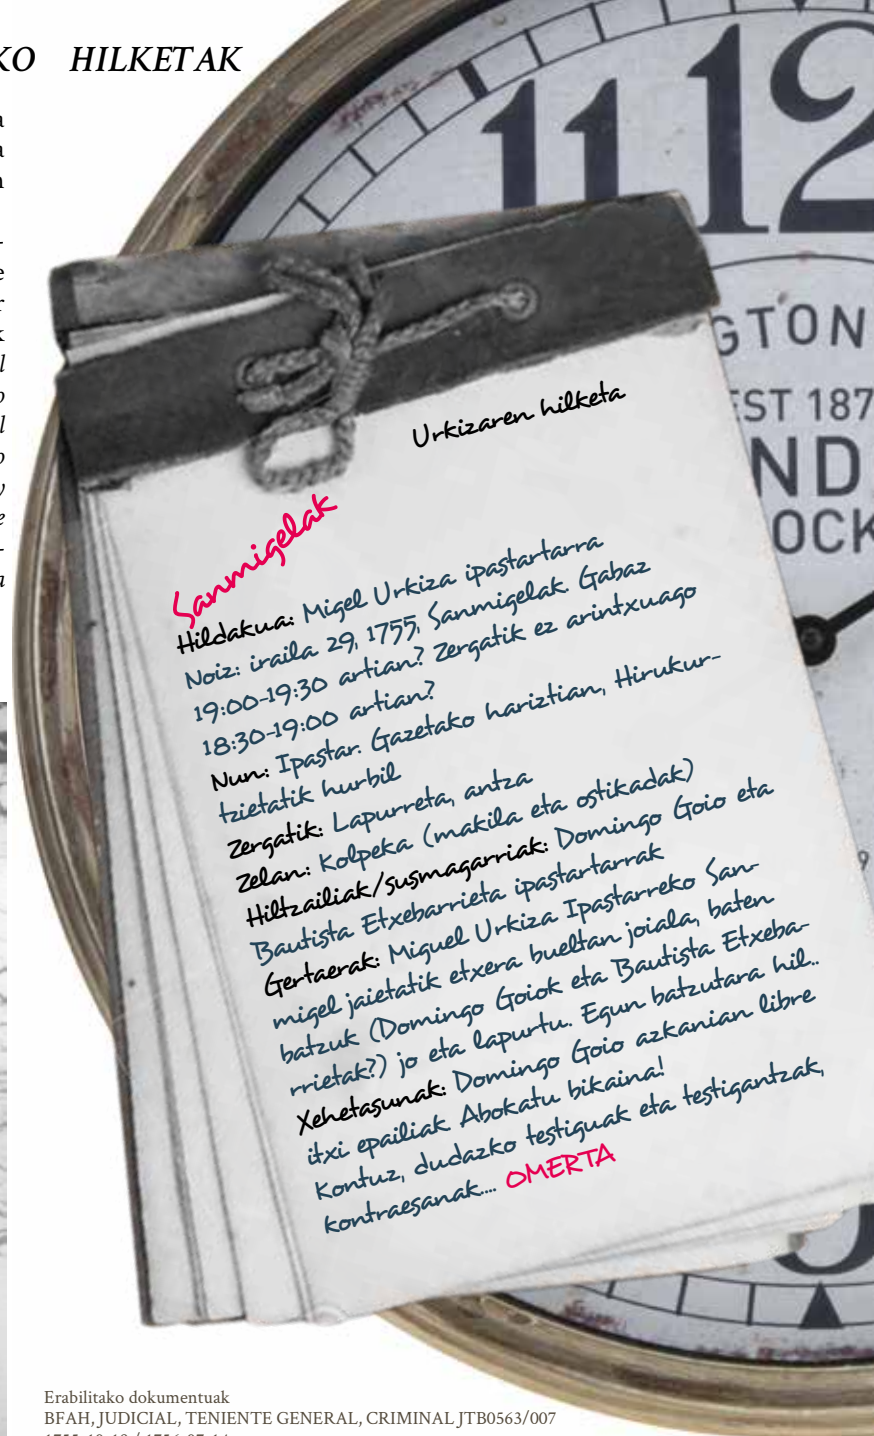 KO HILKETAK
a
a
n
-
e
r
k
l
o
l
o
y
e
-
a
11 12
GTON
EST 187
ND
OCK
9
Urkizaren hilketa
Sanmigelak
Hildakua: Migel Urkiza ipastartarra
Noiz: iraila 29, 1755, Sanmigelak. Gabaz
19:00-19:30 artian? Zergatik ez arintxuago
18:30-19:00 artian?
Nun: Ipastar. Gazetako hariztian, Hirukur-
tzietatik hurbil
Zergatik: Lapurreta, antza
Zelan: Kolpeka (makila eta ostikadak)
Hiltzailiak/susmagarriak: Domingo Goio eta
Bautista Etxebarrieta ipastartarrak
Gertaerak: Miguel Urkiza Ipastarreko San-
migel jaietatik etxera bueltan joiala, baten
batzuk (Domingo Goiok eta Bautista Etxeba-
rrietak?) jo eta lapurtu. Egun batzutara hil..
Xehetasunak: Domingo Goio azkanian libre
itxi epailiak. Abokatu bikaina!
Kontuz, dudazko testiguak eta testigantzak,
kontraesanak.... OMERTA
Erabilitako dokumentuak
BFAH, JUDICIAL, TENIENTE GENERAL, CRIMINAL JTB0563/007